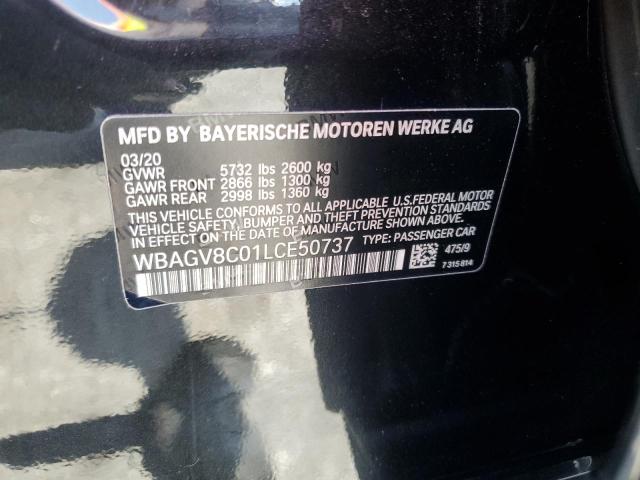 MFD BY BAYERISCHE MOTOREN WERKE AG
03/20
GVWR 5732 lbs 2600 kg
GAWR FRONT 2866 lbs 1300 kg
GAWR REAR 2998 lbs 1360 kg
THIS VEHICLE CONFORMS TO ALL APPLICABLE U.S.FEDERAL MOTOR
VEHICLE SAFETY, BUMPER AND THEFT PREVENTION STANDARDS
IN EFFECT ON THE DATE OF MANUFACTURE SHOWN ABOVE.
WBAGV8C01LCE50737 TYPE: PASSENGER CAR
475/9
7 315 814